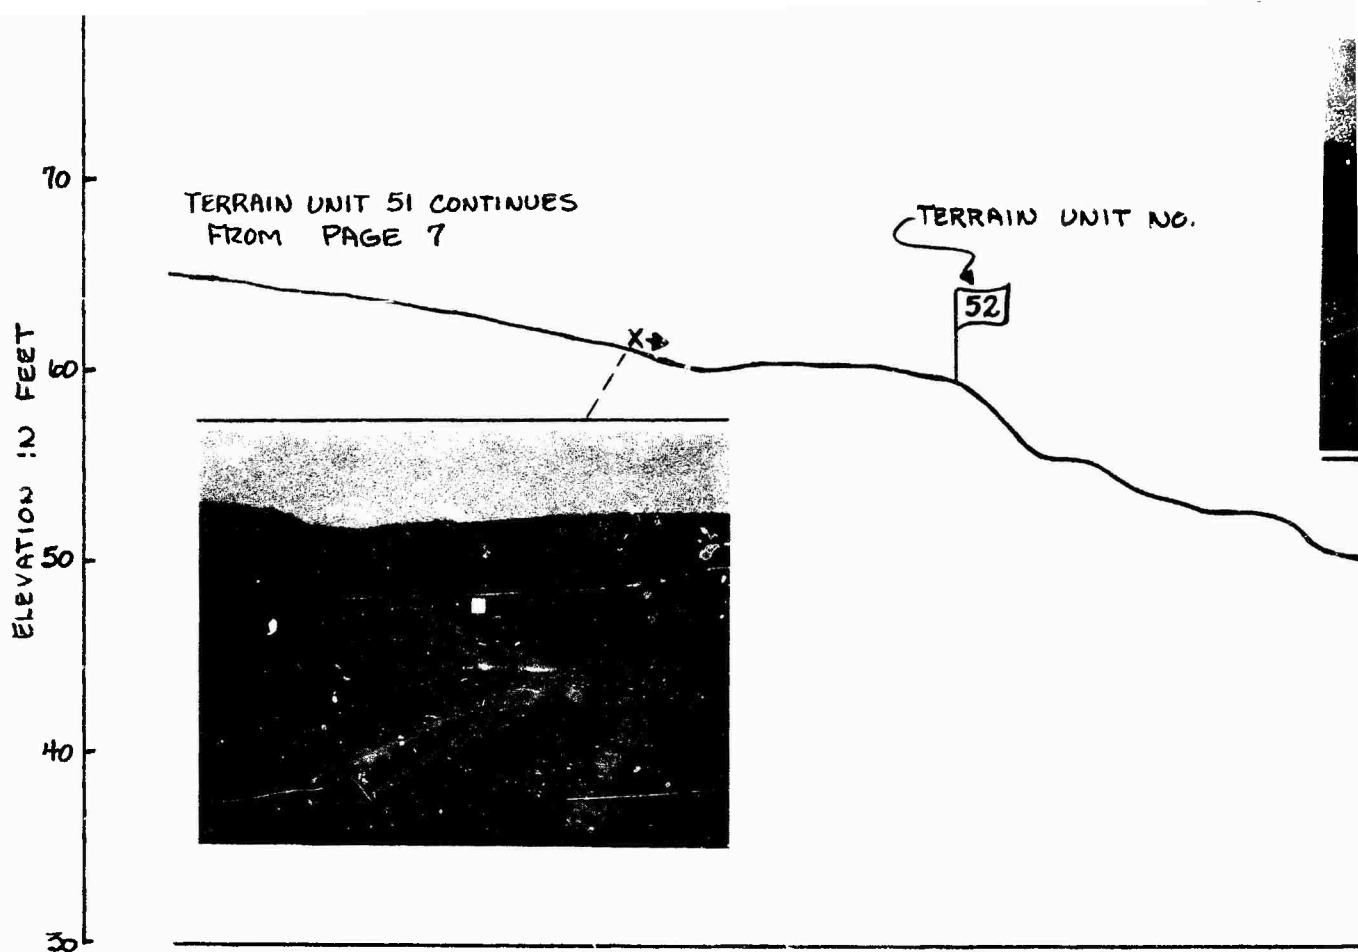 70
TERRAIN UNIT 51 CONTINUES
FROM PAGE 7
TERRAIN UNIT NO.
52
X
60
ELEVATION IN FEET
50
40
30